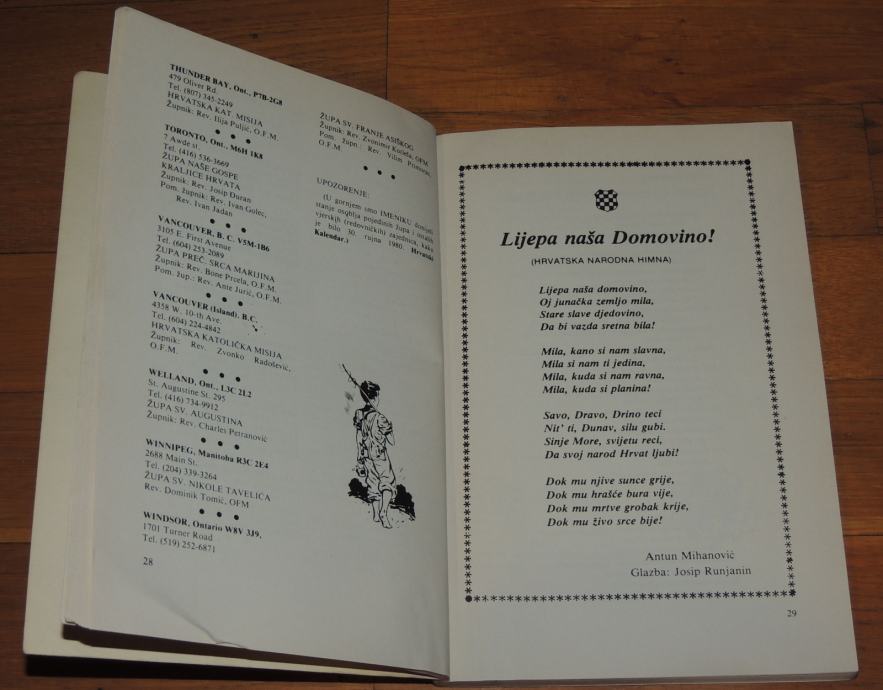 THUNDER BAY, Ont., P7B-2G8
479 Oliver Rd.
Tel. (807) 345-2249
HRVATSKA KAT. MISIJA
Župnik: Rev. Ilija Puljić, O.F.M.
TORONTO, Ont., M6H 1K8
7 Awde st.
Tel. (416) 536-3669
ŽUPA NAŠE GOSPE
KRALJICE HRVATA
Župnik: Rev. Josip Đuran
Pom. župnik: Rev. Ivan Golec,
Rev. Ivan Jadan
VANCOUVER, B. C. V5M-1B6
3105 E. First Avenue
Tel. (604) 253-2089
ŽUPA PREČ. SRCA MARIJINA
Župnik: Rev. Bone Prcela, O.F.M.
Pom. žup.: Rev. Ante Jurić, O.F.M.
VANCOUVER (Island). B.C.
4358 W. 10-th Ave.
Tel. (604) 224-4842
HRVATSKA KATOLIČKA MISIJA
Župnik: Rev. Zvonko Radošević,
O.F.M.
WELLAND, Ont., L3C 2L2
St. Augustine St. 295
Tel. (416) 734-9912
ŽUPA SV. AUGUSTINA
Župnik: Rev. Charles Petranović
WINNIPEG, Manitoba R3C 2E4
2688 Main St.
Tel. (204) 339-3264
ŽUPA SV. NIKOLE TAVELICA
Rev. Dominik Tomić, OFM
WINDSOR, Ontario W8V 3J9,
1701 Turner Road
Tel. (519) 252-6871
28
ŽUPA SV. FRANJE ASIŠKOG
Župnik: Rev. Zvonimir Kutleša, OFM
Pom. župn. Rev. Vilim Primorac,
O.F.M.
UPOZORENJE:
(U gornjem smo IMENIKU donijeli
stanje osoblja pojedinih župa i ostalih
vjerskih (redovničkih) zajednica, kako
je bilo 30. rujna 1980. Hrvatski
Kalendar.)
Lijepa naša Domovino!
(HRVATSKA NARODNA HIMNA)
Lijepa naša domovino,
Oj junačka zemljo mila,
Stare slave djedovino,
Da bi vazda sretna bila!
Mila, kano si nam slavna,
Mila si nam ti jedina,
Mila, kuda si nam ravna,
Mila, kuda si planina!
Savo, Dravo, Drino teci
Nit' ti, Dunav, silu gubi.
Sinje More, svijetu reci,
Da svoj narod Hrvat ljubi!
Dok mu njive sunce grije,
Dok mu hrašće bura vije,
Dok mu mrtve grobak krije,
Dok mu živo srce bije!
Antun Mihanović
Glazba: Josip Runjanin
29